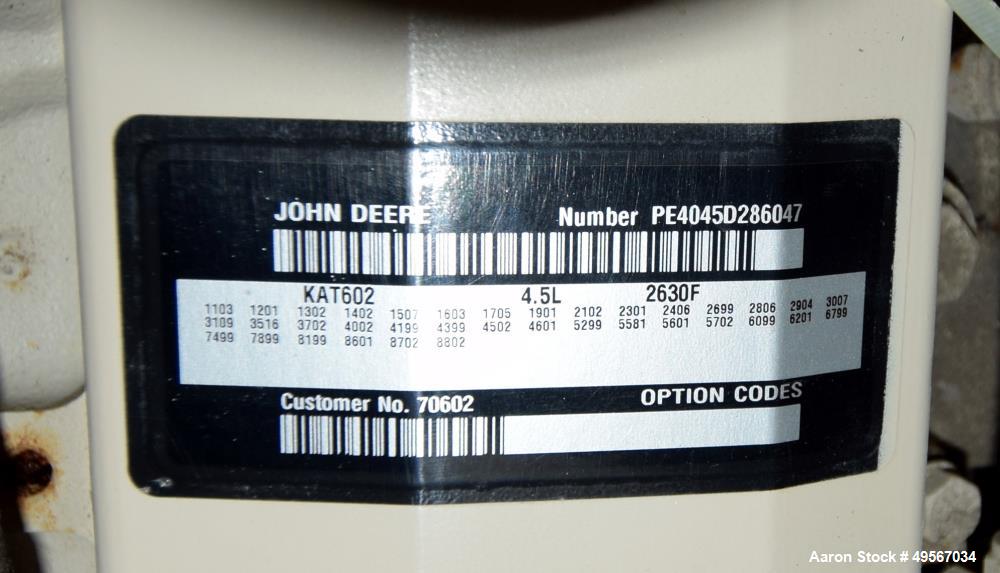 JOHN DEERE Number PE4045D286047
KAT602 4.5L 2630F
1103 1201 1302 1402 1507 1603 1705 1901 2102 2301 2406 2699 2806 2904 3007
3109 3516 3702 4002 4199 4399 4502 4601 5299 5581 5601 5702 6099 6201 6799
7499 7899 8199 8601 8702 8802
Customer No. 70602 OPTION CODES
Aaron Stock # 49567034